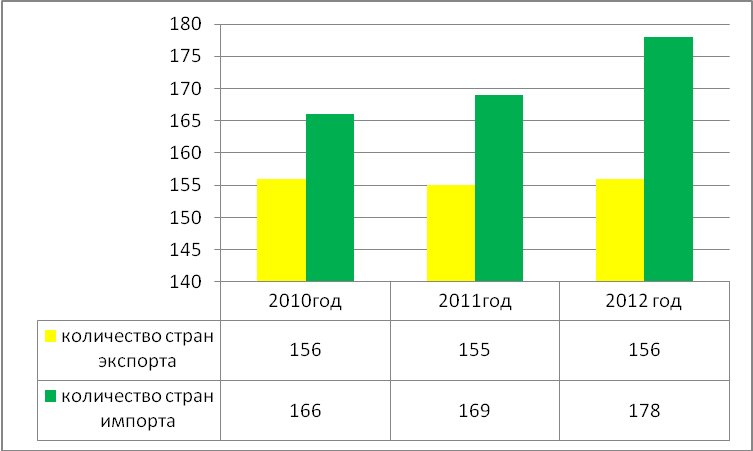 180
175
170
165
160
155
150
145
140
2010год 2011год 2012 год
количество стран
экспорта
156 155 156
количество стран
импорта
166 169 178